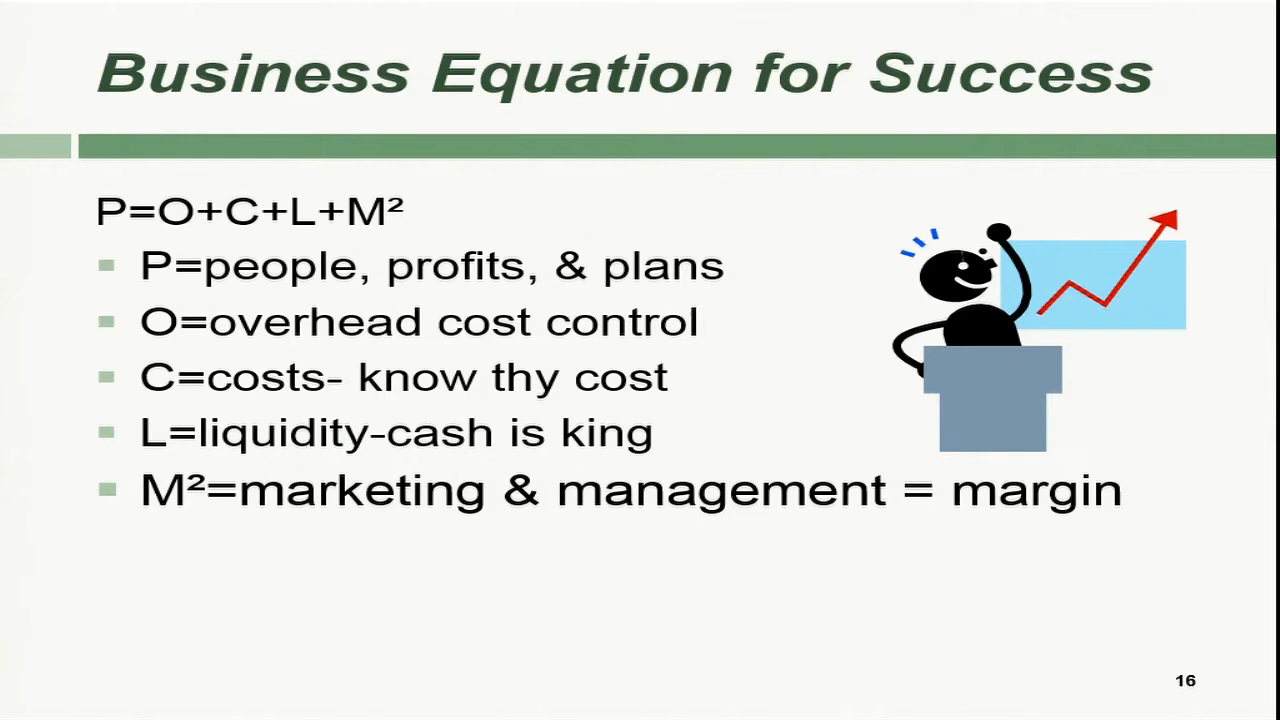 Business Equation for Success
P=O+C+L+M²
P=people, profits, & plans
O=overhead cost control
C=costs- know thy cost
L=liquidity-cash is king
M²=marketing & management = margin
16